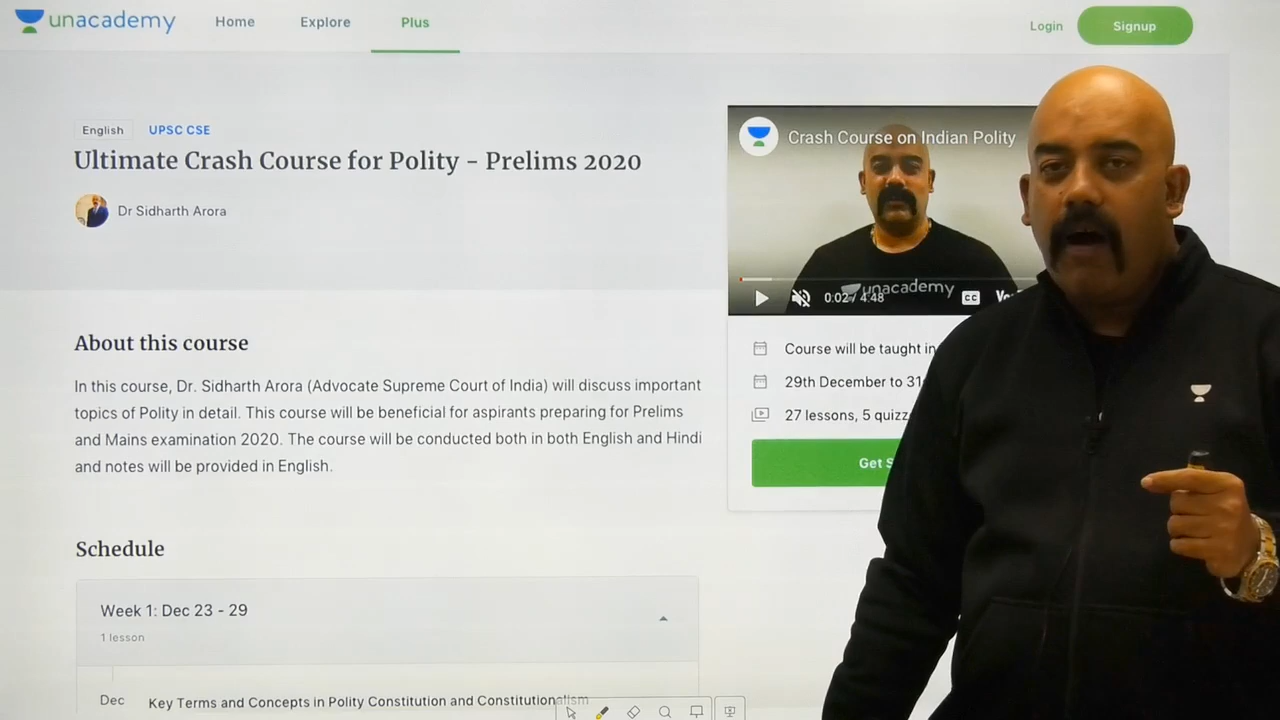 unacademy Home Explore Plus Login Signup
English UPSC CSE
Ultimate Crash Course for Polity - Prelims 2020
Dr Sidharth Arora
Crash Course on Indian Polity
unacademy
0:02 / 4:48 CC
About this course
In this course, Dr. Sidharth Arora (Advocate Supreme Court of India) will discuss important
topics of Polity in detail. This course will be beneficial for aspirants preparing for Prelims
and Mains examination 2020. The course will be conducted both in both English and Hindi
and notes will be provided in English.
Course will be taught in
29th December to 31
27 lessons, 5 quizz
Get S
Schedule
Week 1: Dec 23 - 29
1 lesson
Dec Key Terms and Concepts in Polity Constitution and Constitutionalism